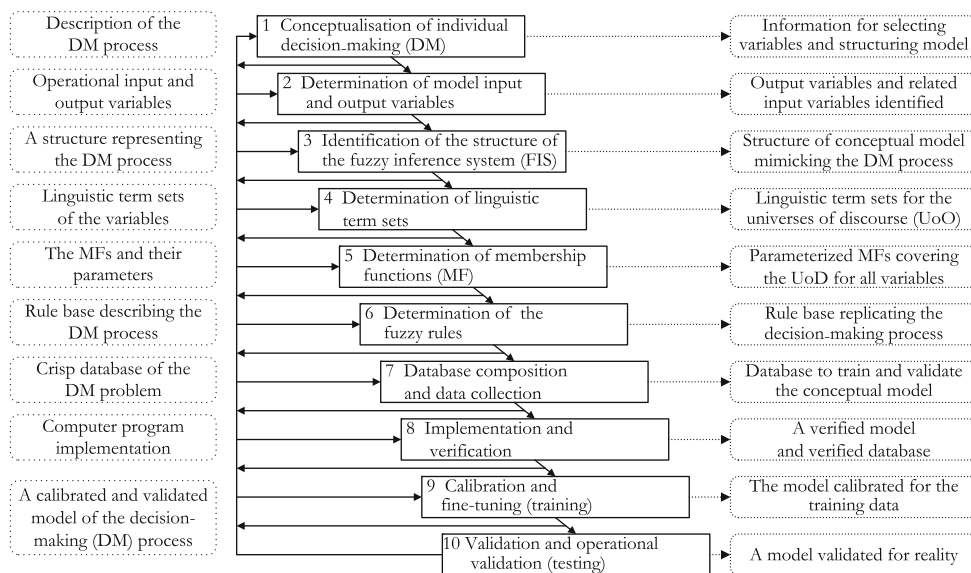 Description of the
DM process
1 Conceptualisation of individual
decision-making (DM)
Information for selecting
variables and structuring model
Operational input and
output variables
2 Determination of model input
and output variables
Output variables and related
input variables identified
A structure representing
the DM process
3 Identification of the structure of
the fuzzy inference system (FIS)
Structure of conceptual model
mimicking the DM process
Linguistic term sets
of the variables
4 Determination of linguistic
term sets
Linguistic term sets for the
universes of discourse (UoO)
The MFs and their
parameters
5 Determination of membership
functions (MF)
Parameterized MFs covering
the UoD for all variables
Rule base describing the
DM process
6 Determination of the
fuzzy rules
Rule base replicating the
decision-making process
Crisp database of the
DM problem
7 Database composition
and data collection
Database to train and validate
the conceptual model
Computer program
implementation
8 Implementation and
verification
A verified model
and verified database
A calibrated and validated
model of the decision-
making (DM) process
9 Calibration and
fine-tuning (training)
The model calibrated for the
training data
10 Validation and operational
validation (testing)
A model validated for reality